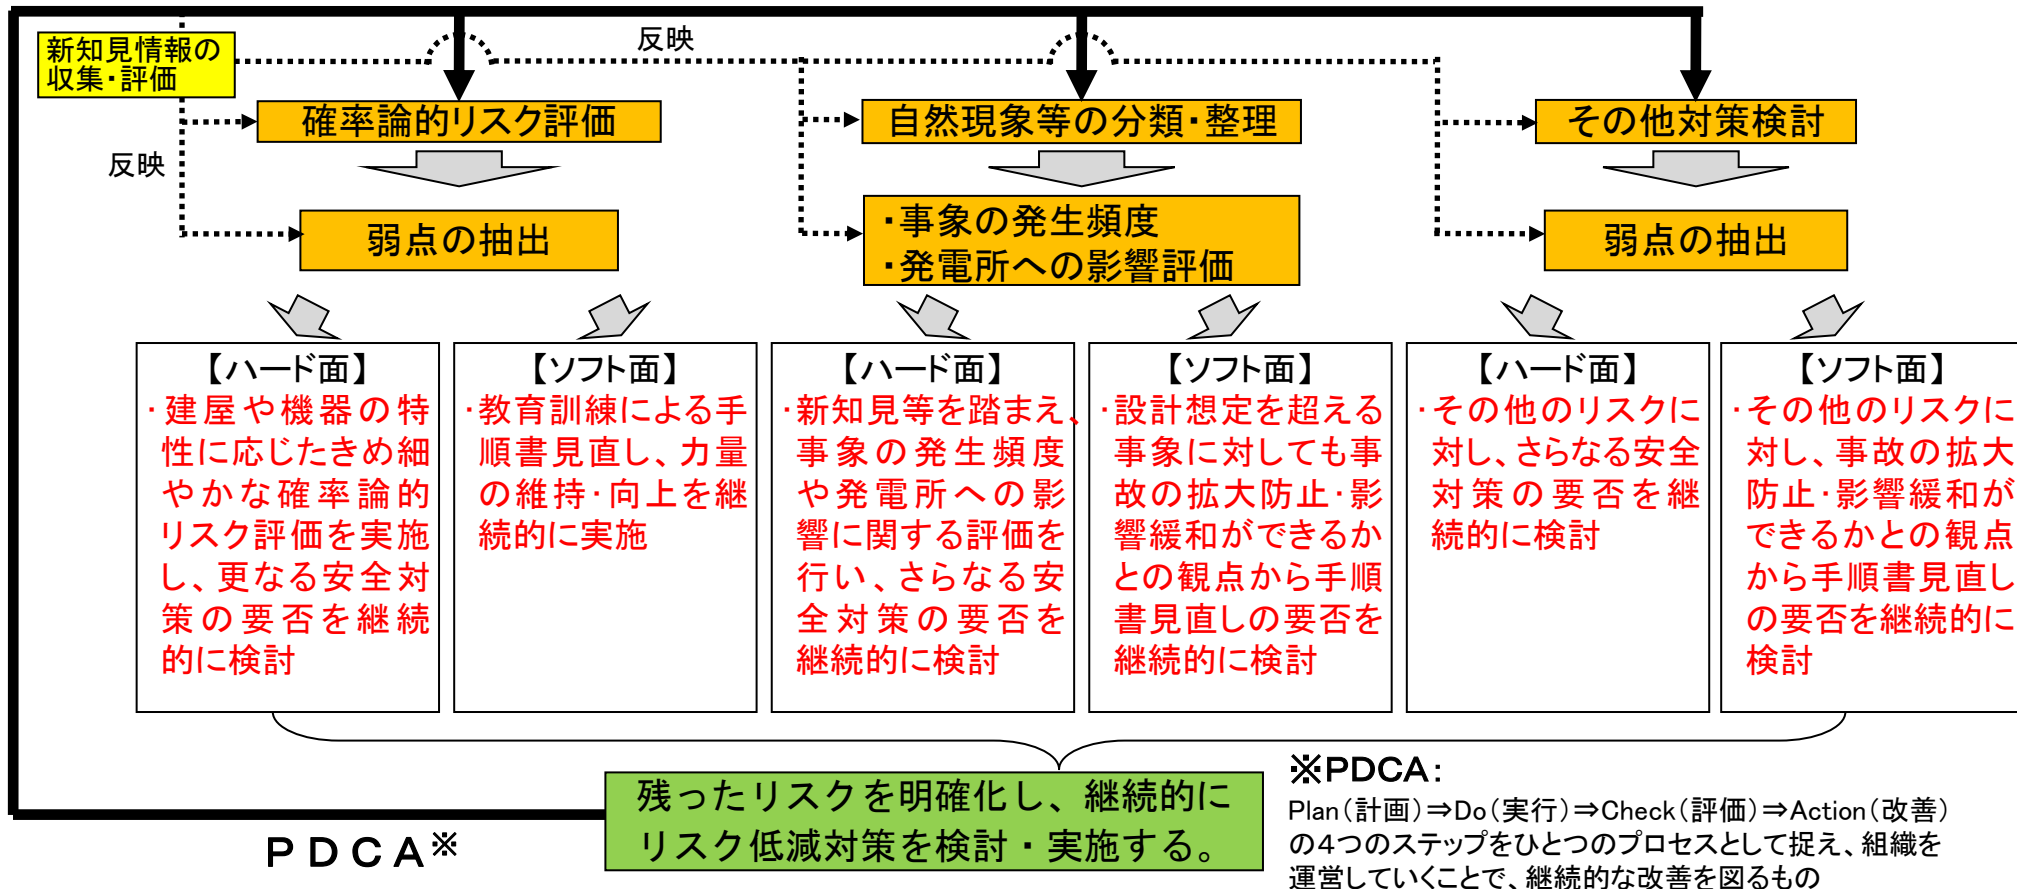 新知見情報の
収集・評価
反映
反映
確率論的リスク評価
弱点の抽出
自然現象等の分類・整理
・事象の発生頻度
・発電所への影響評価
その他対策検討
弱点の抽出
【ハード面】
・建屋や機器の特
性に応じたきめ細
やかな確率論的
リスク評価を実施
し、更なる安全対
策の要否を継続
的に検討
【ソフト面】
・教育訓練による手
順書見直し、力量
の維持・向上を継
続的に実施
【ハード面】
・新知見等を踏まえ、
事象の発生頻度
や発電所への影
響に関する評価を
行い、さらなる安
全対策の要否を
継続的に検討
【ソフト面】
・設計想定を超える
事象に対しても事
故の拡大防止・影
響緩和ができるか
との観点から手順
書見直しの要否を
継続的に検討
【ハード面】
・その他のリスクに
対し、さらなる安全
対策の要否を継
続的に検討
【ソフト面】
・その他のリスクに
対し、事故の拡大
防止・影響緩和が
できるかとの観点
から手順書見直し
の要否を継続的に
検討
残ったリスクを明確化し、継続的に
リスク低減対策を検討・実施する。
PDCA※
※PDCA：
Plan（計画）⇒Do（実行）⇒Check（評価）⇒Action（改善）
の４つのステップをひとつのプロセスとして捉え、組織を
運営していくことで、継続的な改善を図るもの